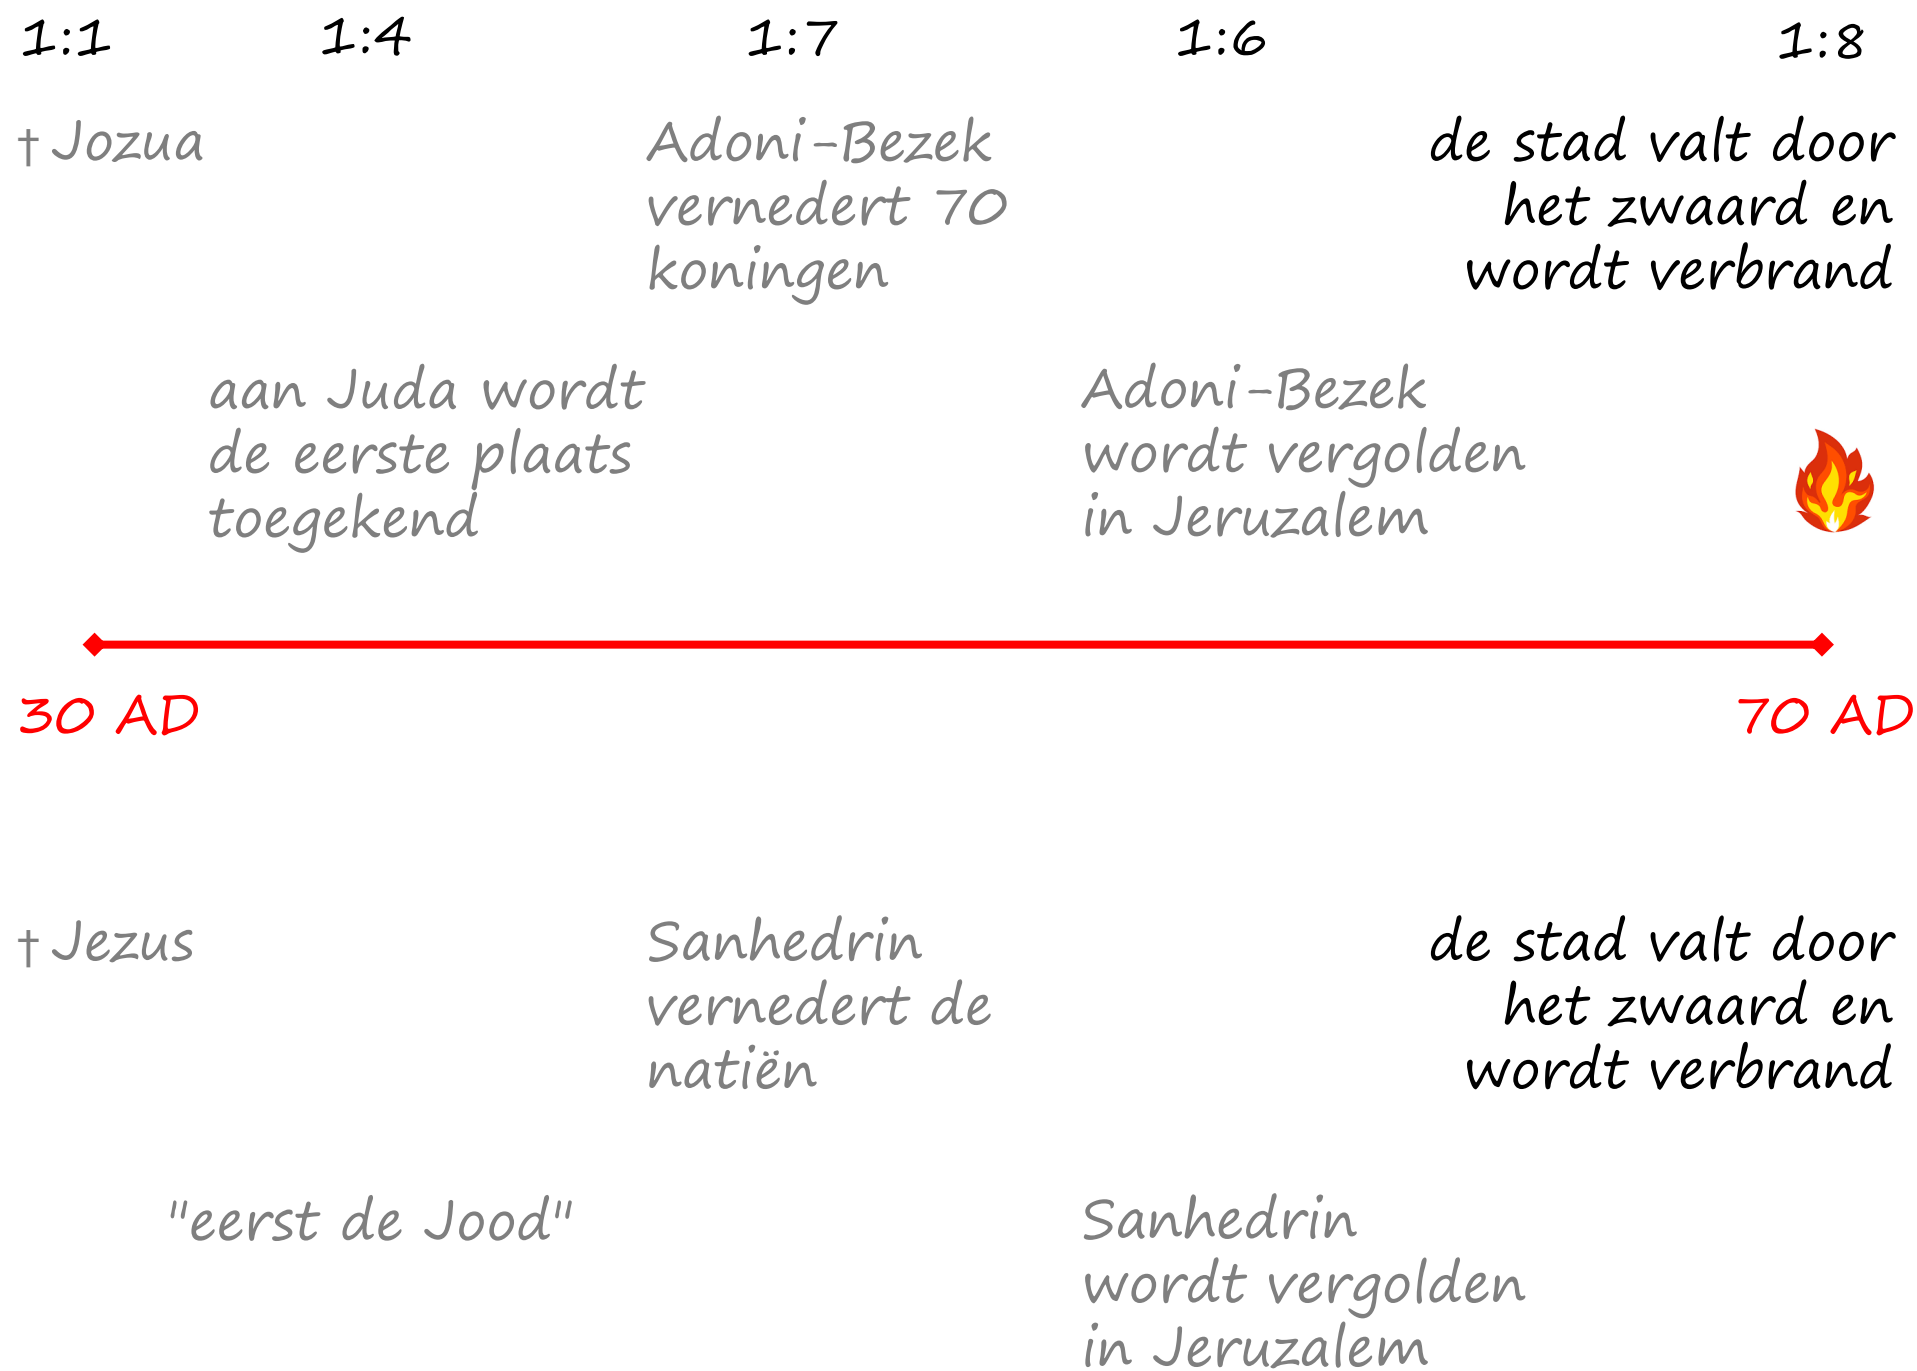 1:1 1:4 1:7 1:6 1:8
† Jozua
Adoni-Bezek
vernedert 70
koningen
de stad valt door
het zwaard en
wordt verbrand
aan Juda wordt
de eerste plaats
toegekend
Adoni-Bezek
wordt vergolden
in Jeruzalem
30 AD
70 AD
† Jezus
Sanhedrin
vernedert de
natiën
de stad valt door
het zwaard en
wordt verbrand
"eerst de Jood"
Sanhedrin
wordt vergolden
in Jeruzalem